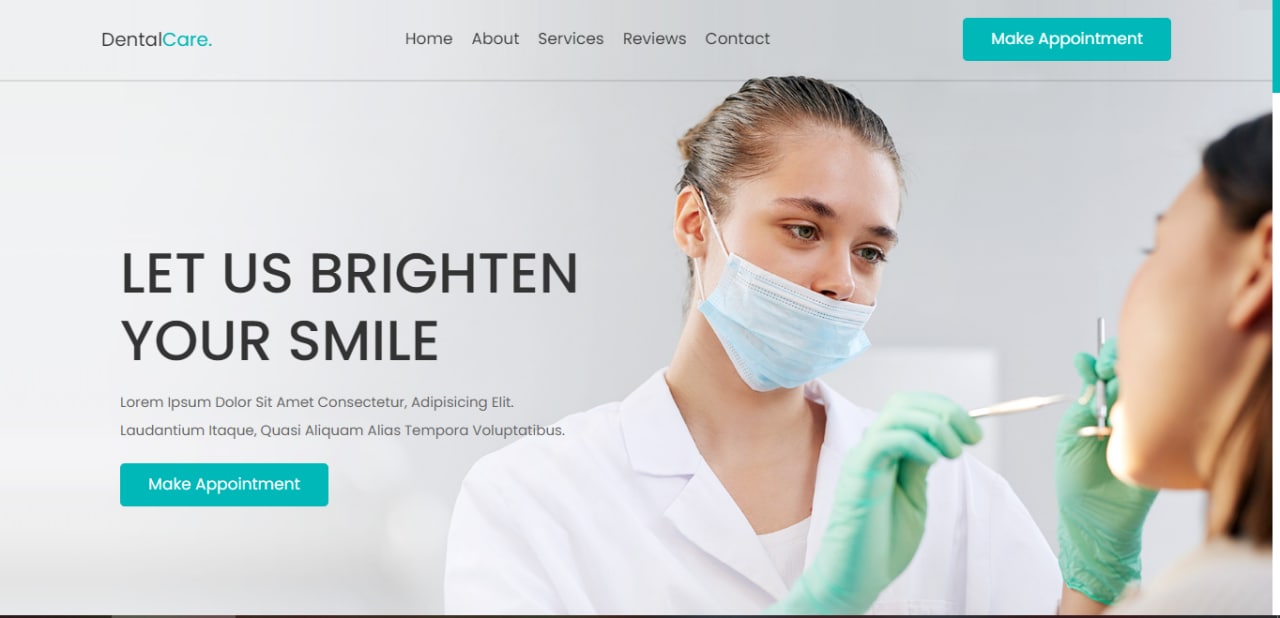 DentalCare.
Home About Services Reviews Contact
Make Appointment
LET US BRIGHTEN
YOUR SMILE
Lorem Ipsum Dolor Sit Amet Consectetur, Adipisicing Elit.
Laudantium Itaque, Quasi Aliquam Alias Tempora Voluptatibus.
Make Appointment